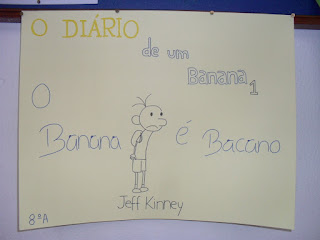 O DIÁRIO
de um
Banana 1
O
Banana é Bacano
Jeff Kinney
8ºA